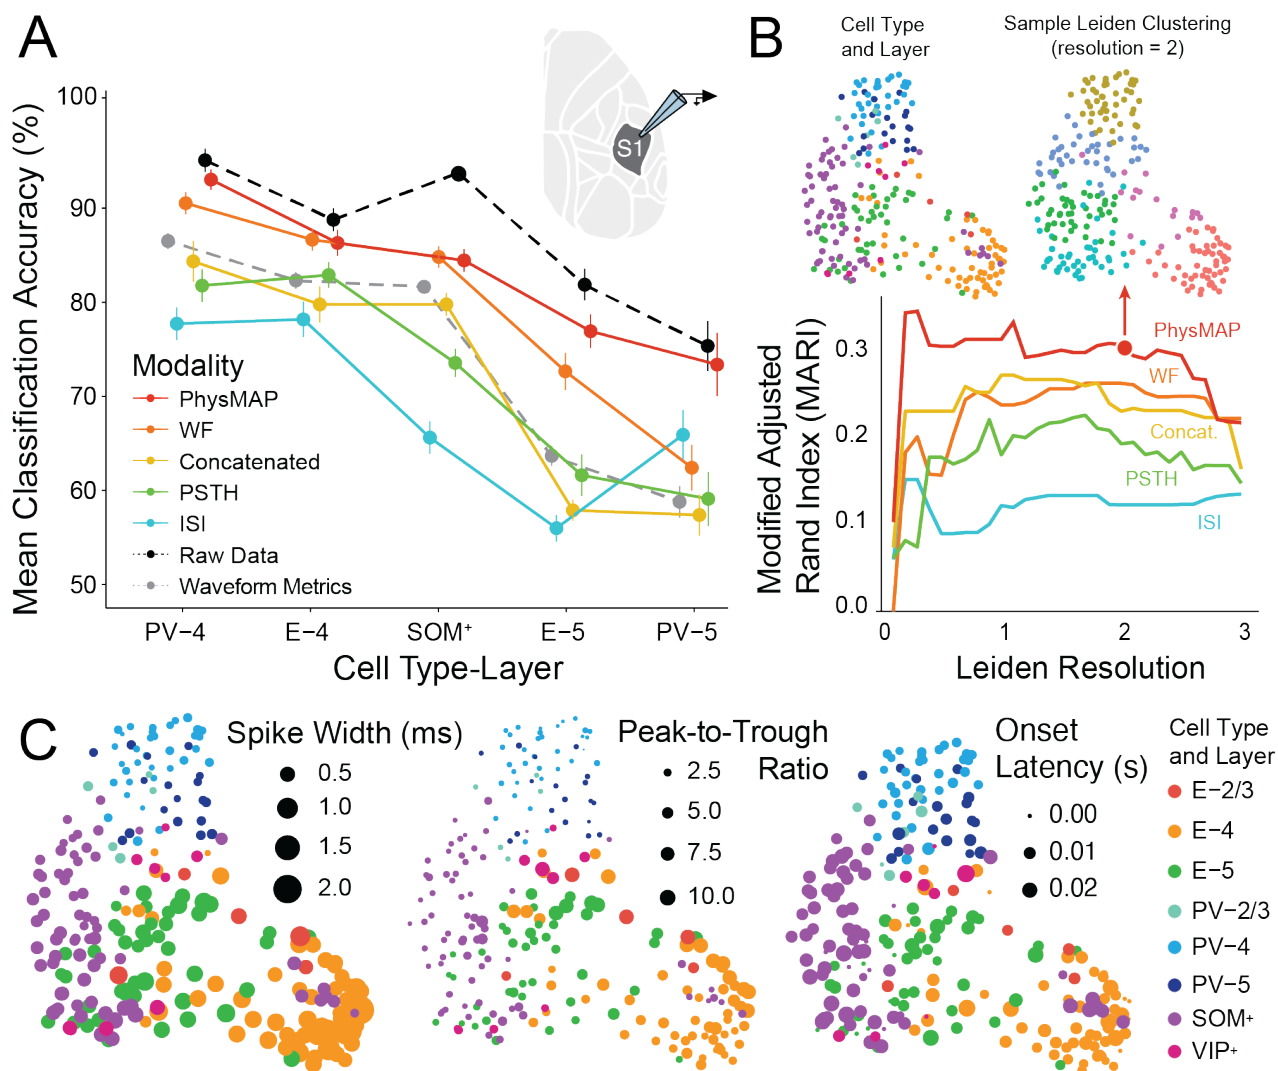 A
Mean Classification Accuracy (%)
100
90
80
70
60
50
S1
Modality
PhysMAP
WF
Concatenated
PSTH
ISI
Raw Data
Waveform Metrics
PV−4
E−4
SOM+
E−5
PV−5
Cell Type-Layer
B
Cell Type
and Layer
Sample Leiden Clustering
(resolution = 2)
Modified Adjusted
Rand Index (MARI)
0.3
0.2
0.1
0.0
PhysMAP
WF
Concat.
PSTH
ISI
0
1
2
3
Leiden Resolution
C
Spike Width (ms)
0.5
1.0
1.5
2.0
Peak-to-Trough
Ratio
2.5
5.0
7.5
10.0
Onset
Latency (s)
0.00
0.01
0.02
Cell Type
and Layer
E−2/3
E−4
E−5
PV−2/3
PV−4
PV−5
SOM+
VIP+